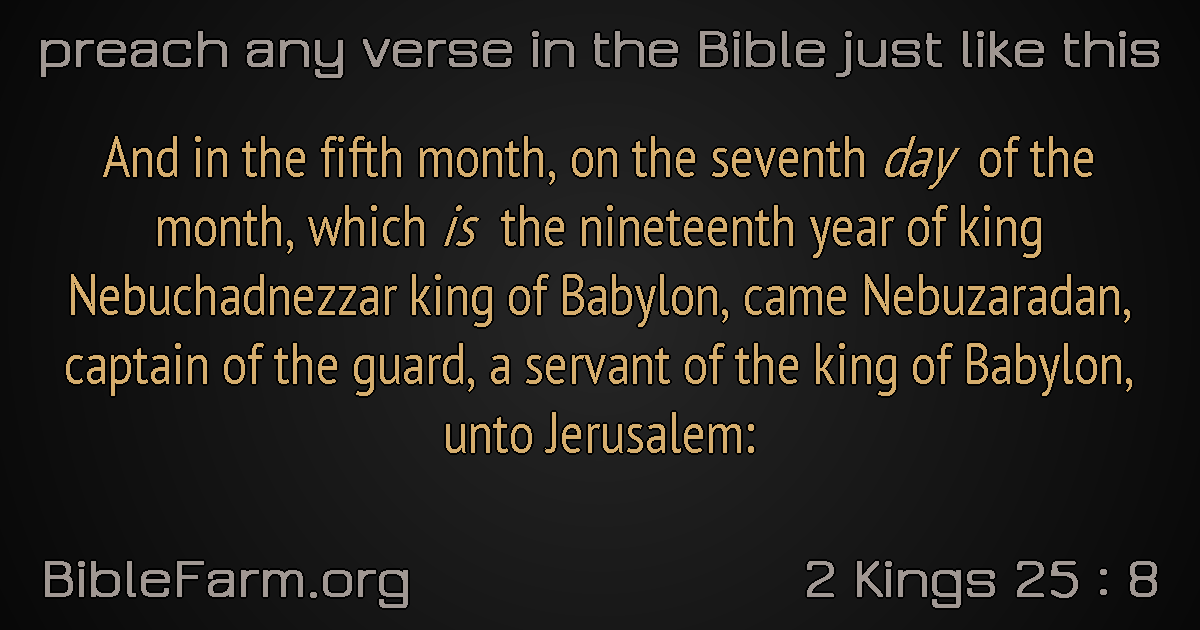 preach any verse in the Bible just like this
And in the fifth month, on the seventh day of the
month, which is the nineteenth year of king
Nebuchadnezzar king of Babylon, came Nebuzaradan,
captain of the guard, a servant of the king of Babylon,
unto Jerusalem:
BibleFarm.org
2 Kings 25 : 8